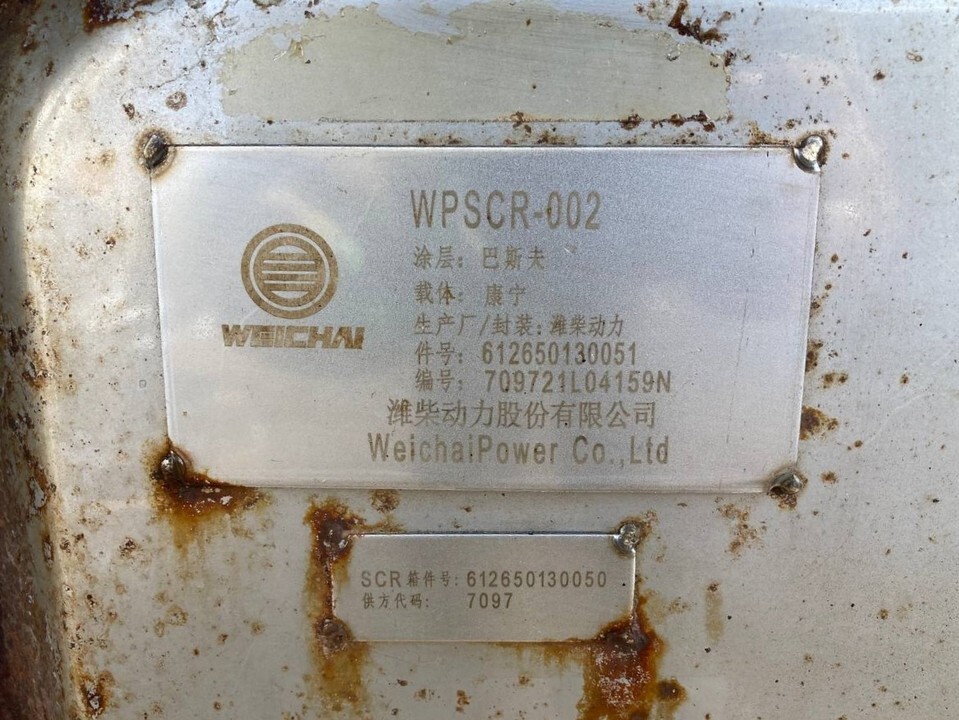 WPSCR-002
涂层: 巴斯夫
载体: 康宁
生产厂/封装: 潍柴动力
件号: 612650130051
编号: 709721L04159N
WEICHAI
潍柴动力股份有限公司
WeichaiPower Co.,Ltd
SCR箱件号: 612650130050
供方代码: 7097